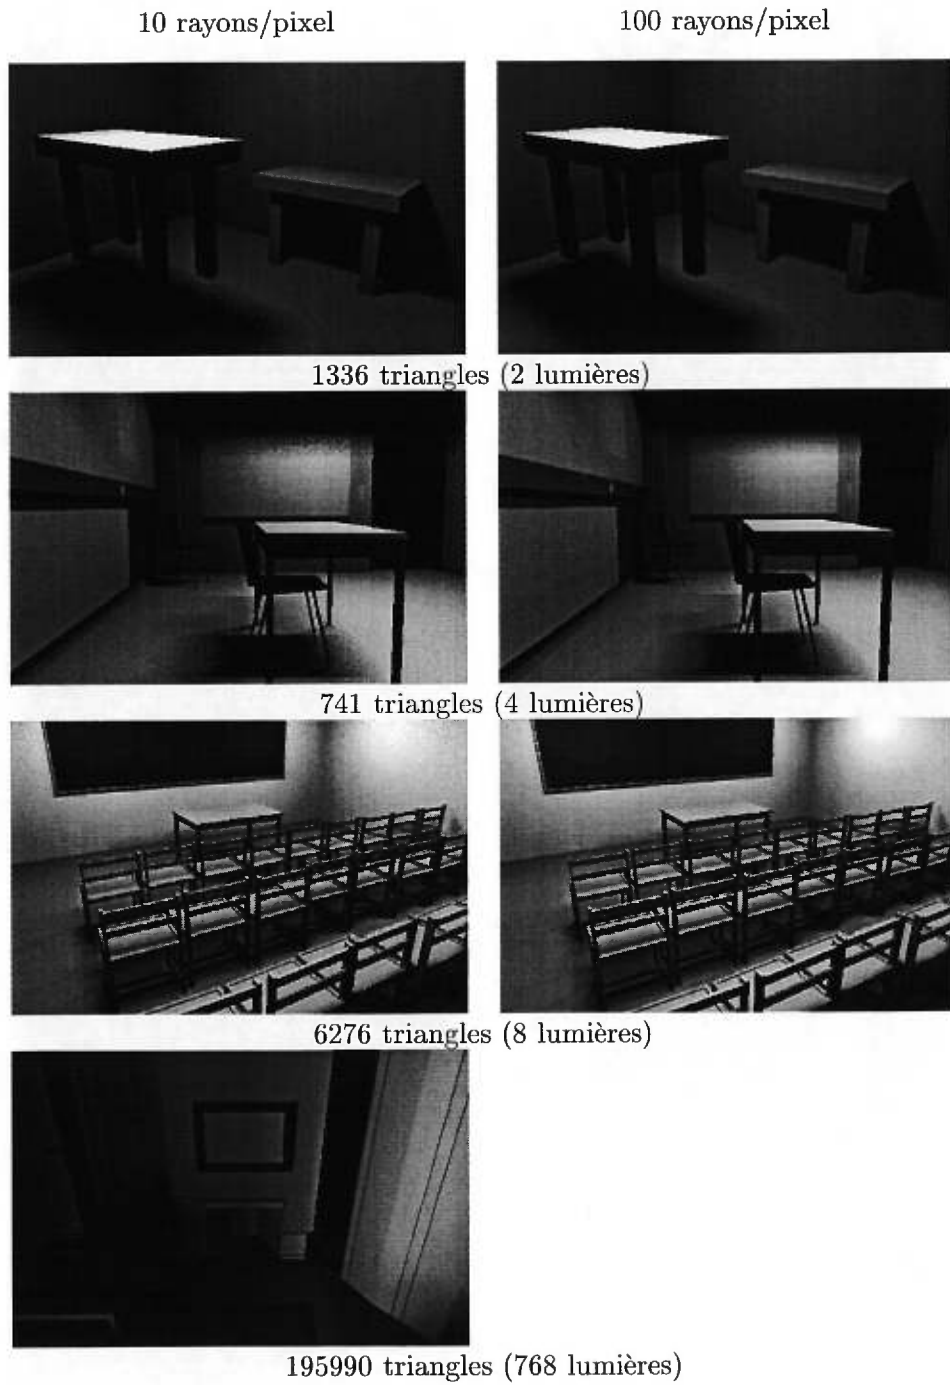 10 rayons/pixel
100 rayons/pixel
1336 triangles (2 lumières)
741 triangles (4 lumières)
6276 triangles (8 lumières)
195990 triangles (768 lumières)